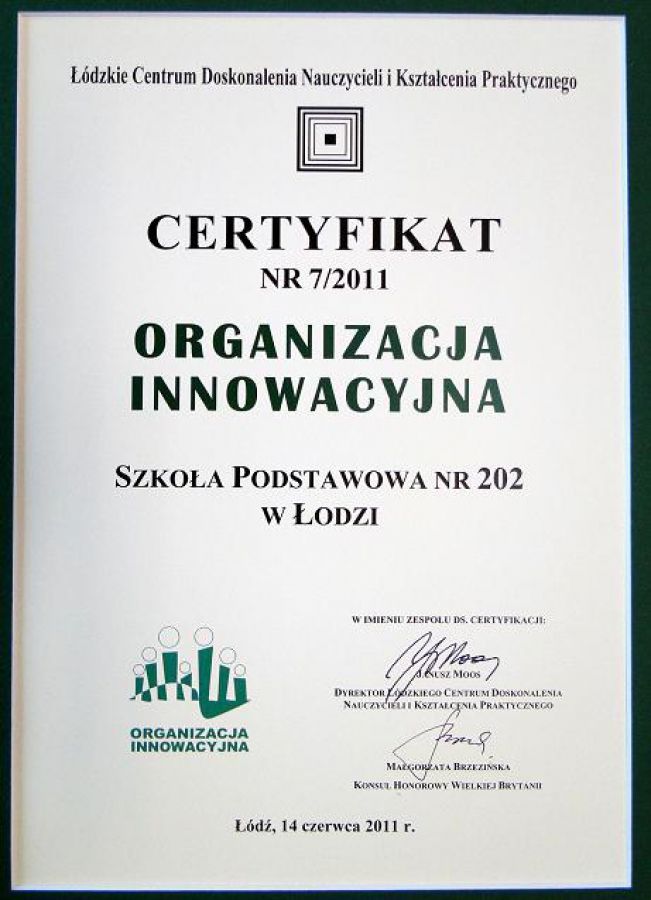 Łódzkie Centrum Doskonalenia Nauczycieli i Kształcenia Praktycznego
CERTYFIKAT
NR 7/2011
ORGANIZACJA
INNOWACYJNA
SZKOŁA PODSTAWOWA NR 202
W ŁODZI
ORGANIZACJA
INNOWACYJNA
W IMIENIU ZESPOŁU DS. CERTYFIKACJI:
JANUSZ MOOS
DYREKTOR ŁÓDZKIEGO CENTRUM DOSKONALENIA
NAUCZYCIELI I KSZTAŁCENIA PRAKTYCZNEGO
MAŁGORZATA BRZEZIŃSKA
KONSUL HONOROWY WIELKIEJ BRYTANII
Łódź, 14 czerwca 2011 r.